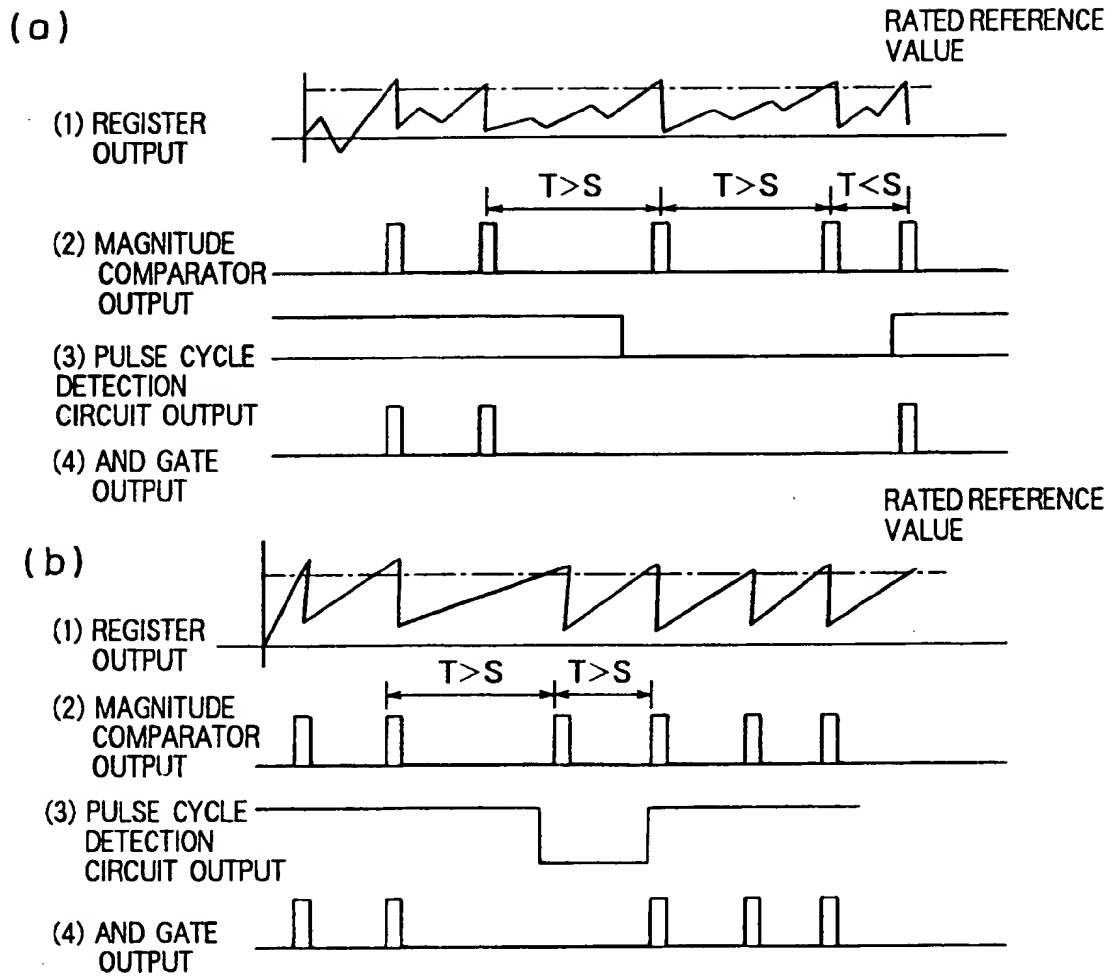 (a)
RATED REFERENCE
VALUE
(1) REGISTER
OUTPUT
T>S
T>S
T<S
(2) MAGNITUDE
COMPARATOR
OUTPUT
(3) PULSE CYCLE
DETECTION
CIRCUIT OUTPUT
(4) AND GATE
OUTPUT
RATED REFERENCE
VALUE
(b)
(1) REGISTER
OUTPUT
T>S
T>S
(2) MAGNITUDE
COMPARATOR
OUTPUT
(3) PULSE CYCLE
DETECTION
CIRCUIT OUTPUT
(4) AND GATE
OUTPUT